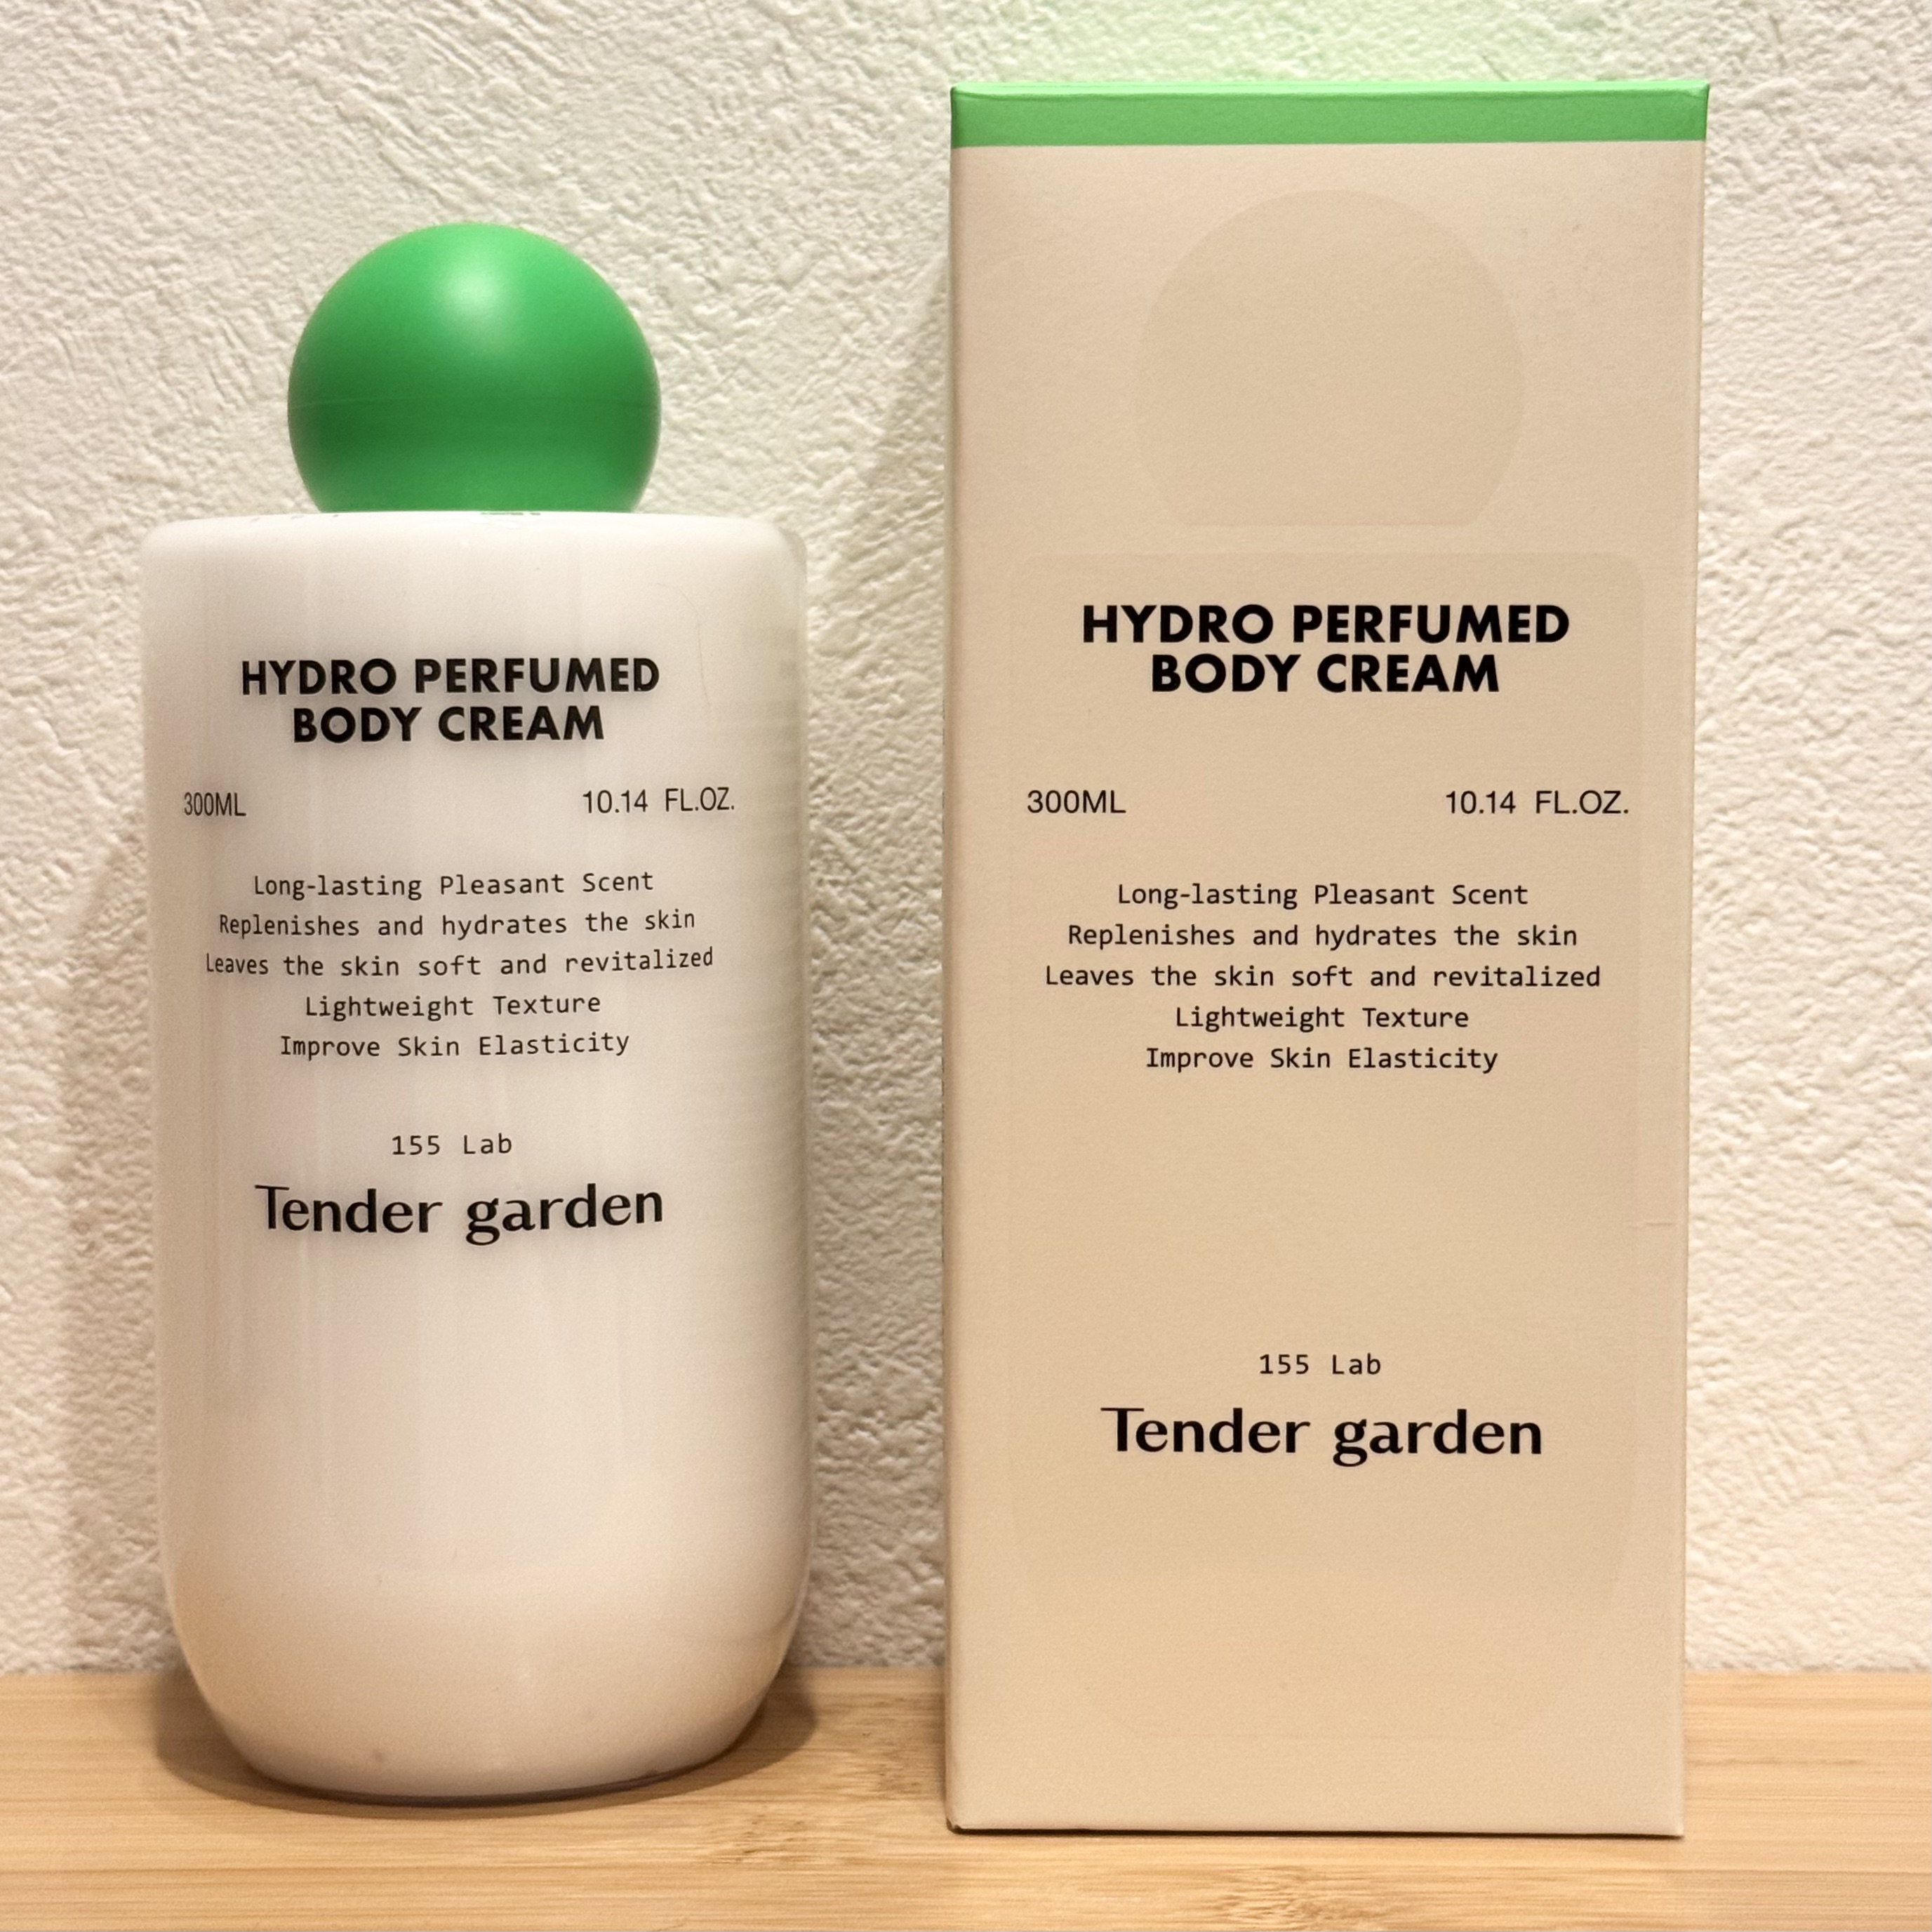 HYDRO PERFUMED
BODY CREAM
300ML 10.14 FL.OZ.
Long-lasting Pleasant Scent
Replenishes and hydrates the skin
Leaves the skin soft and revitalized
Lightweight Texture
Improve Skin Elasticity
155 Lab
Tender garden
HYDRO PERFUMED
BODY CREAM
300ML 10.14 FL.OZ.
Long-lasting Pleasant Scent
Replenishes and hydrates the skin
Leaves the skin soft and revitalized
Lightweight Texture
Improve Skin Elasticity
155 Lab
Tender garden